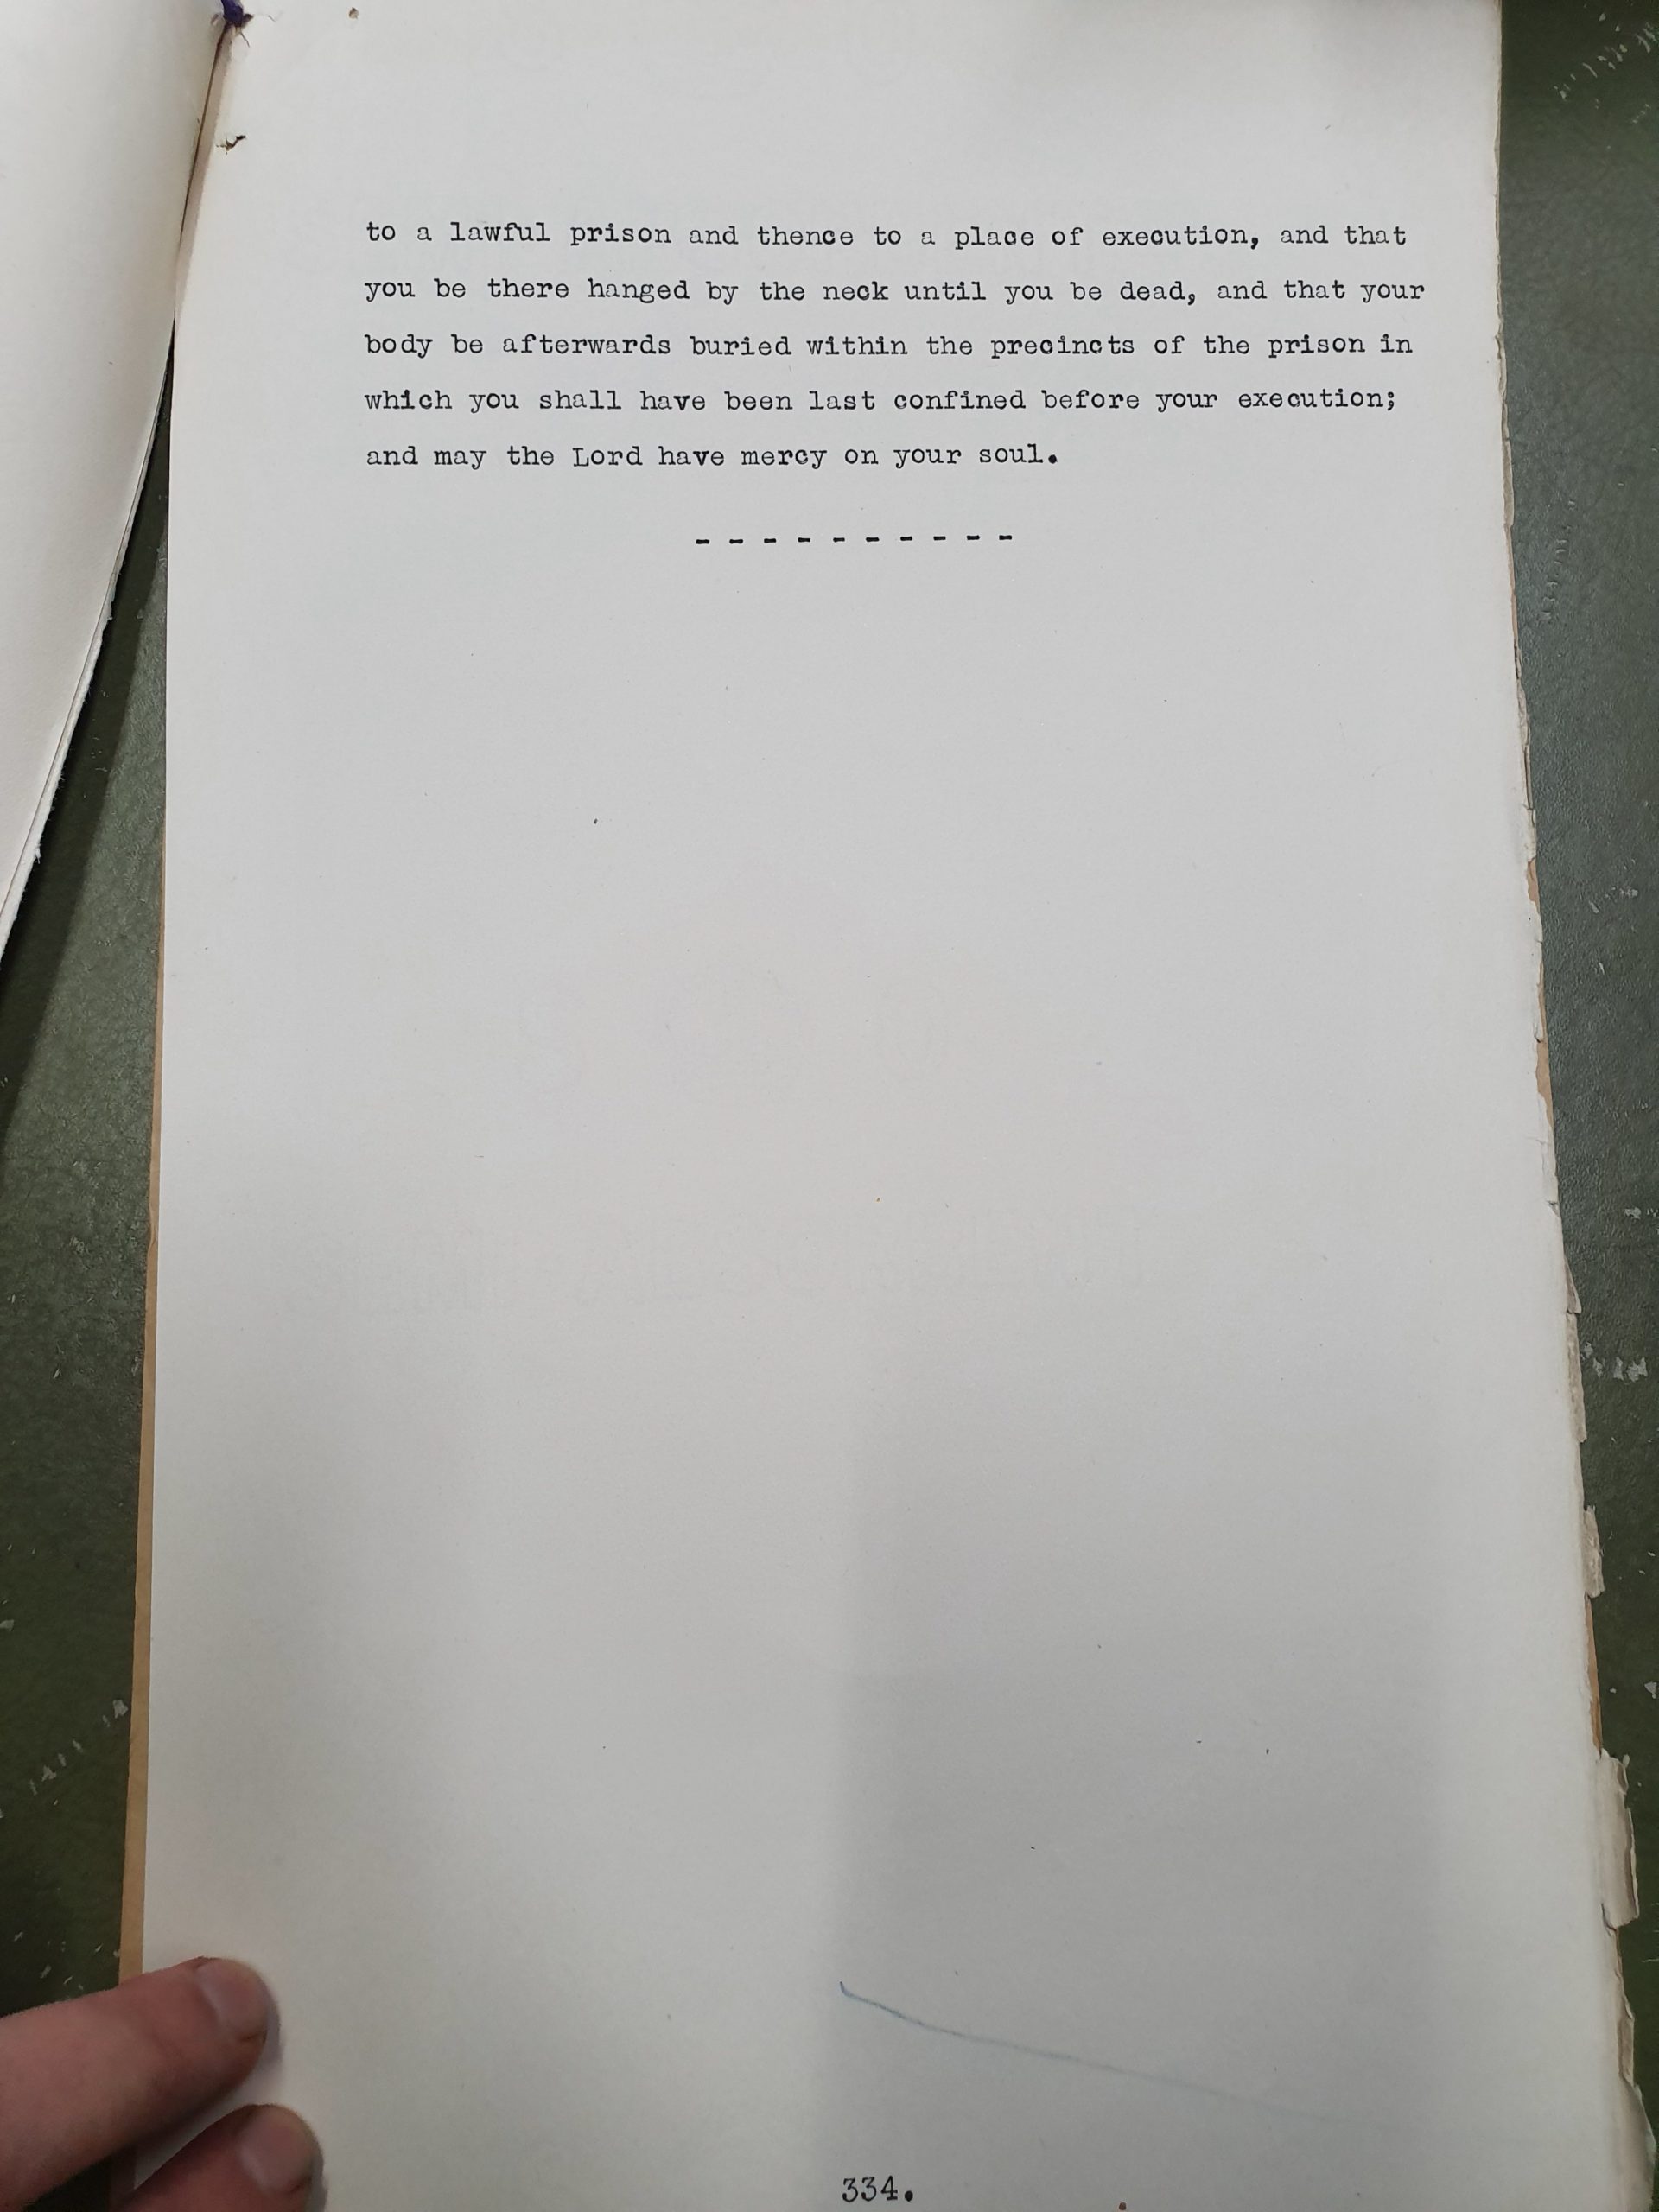 to a lawful prison and thence to a place of execution, and that
you be there hanged by the neck until you be dead, and that your
body be afterwards buried within the precincts of the prison in
which you shall have been last confined before your execution;
and may the Lord have mercy on your soul.
- - - - - - - - - -
334.